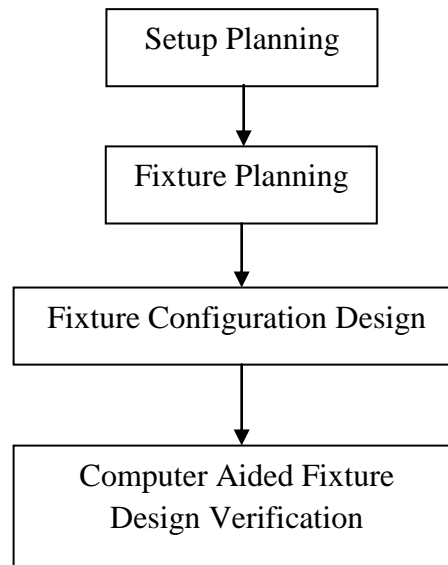 Setup Planning
Fixture Planning
Fixture Configuration Design
Computer Aided Fixture
Design Verification